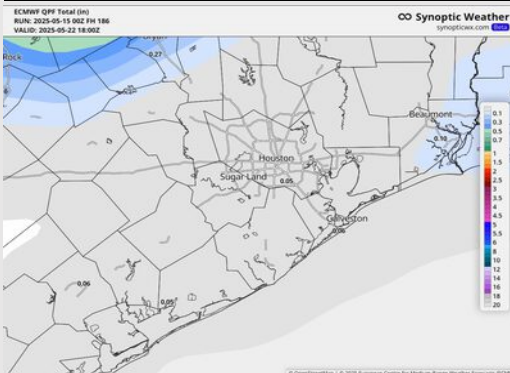 ECMWF QPF Total (in)
RUN: 2025-05-15 00Z FH 186
VALID: 2025-05-22 18:00Z
Synoptic Weather
synopticwx.com Beta
Bryan
Rock
0.27
Beaumont
0.10
Houston
Sugar Land
0.05
Galveston
0.06
0.06
0.05
0.1
0.3
0.5
0.7
1
1.5
2
2.5
3
3.5
4
4.5
5
5.5
6
8
10
12
14
16
18
20